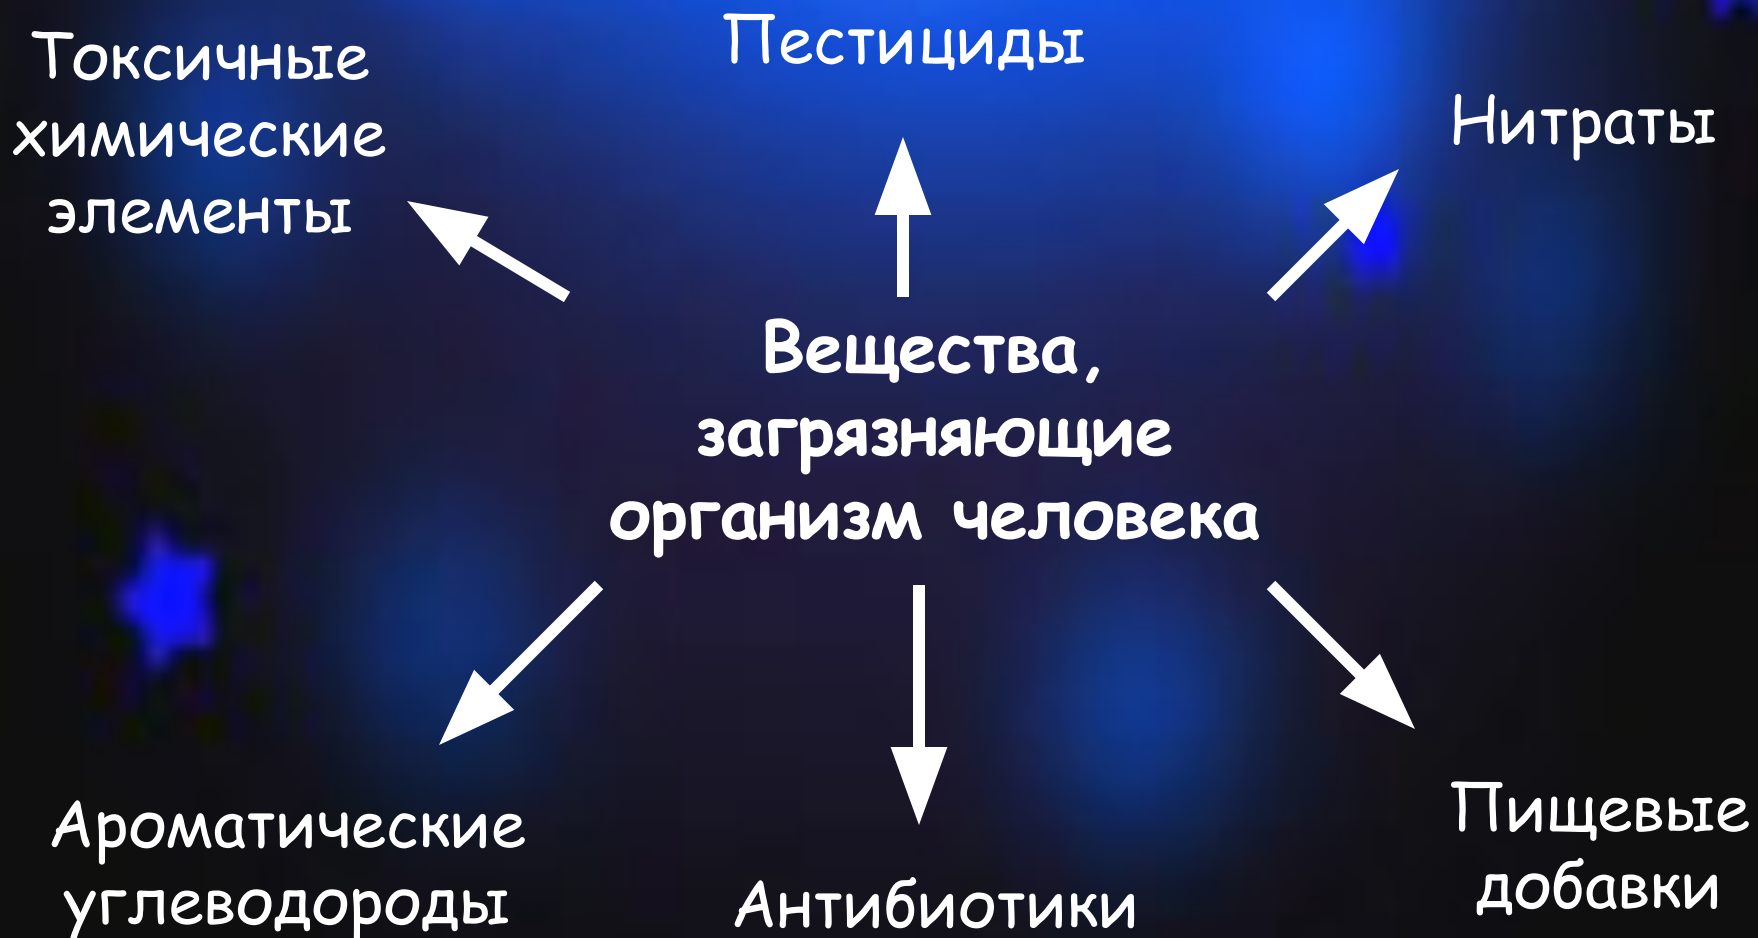 Токсичные
химические
элементы
Пестициды
Нитраты
Вещества,
загрязняющие
организм человека
Ароматические
углеводороды
Антибиотики
Пищевые
добавки